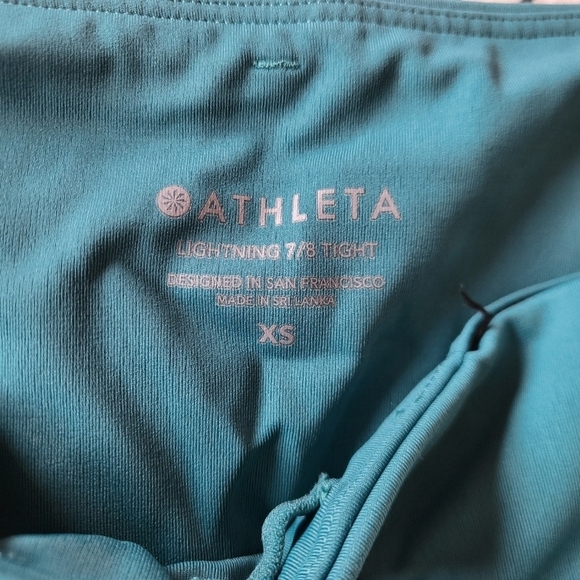 ATHLETA
LIGHTNING 7/8 TIGHT
DESIGNED IN SAN FRANCISCO
MADE IN SRI LANKA
XS